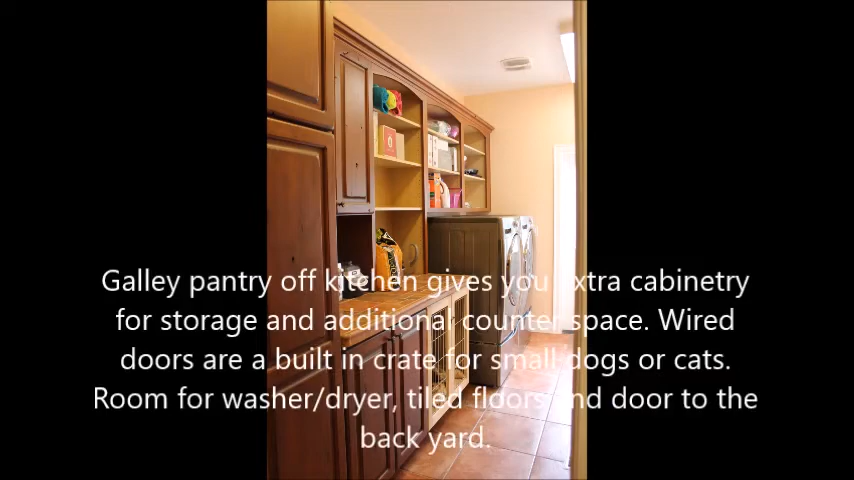 Galley pantry off kitchen gives you extra cabinetry
for storage and additional counter space. Wired
doors are a built in crate for small dogs or cats.
Room for washer/dryer, tiled floors and door to the
back yard.